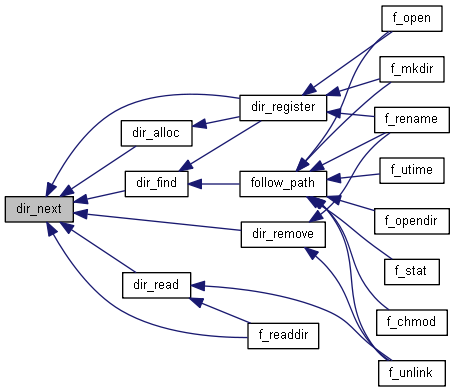 f_open
f_mkdir
dir_register
f_rename
dir_alloc
f_utime
dir_find
follow_path
dir_next
f_opendir
dir_remove
f_stat
dir_read
f_chmod
f_readdir
f_unlink